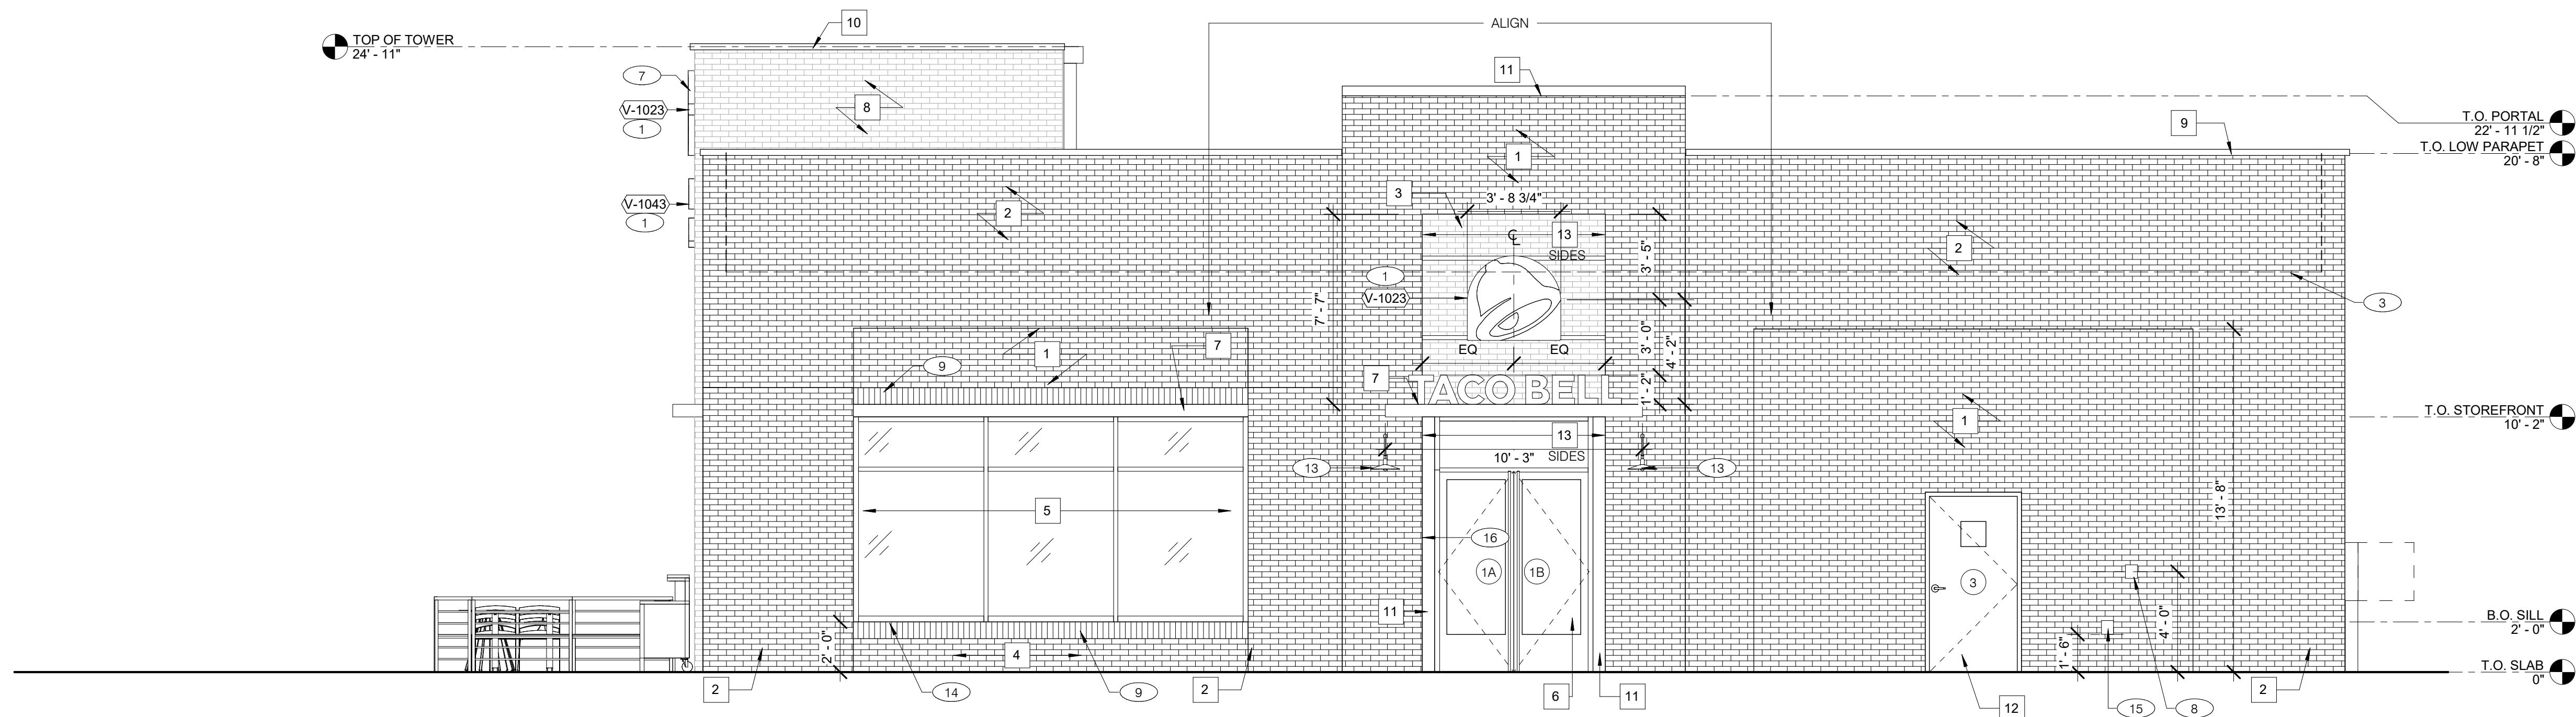 10
ALIGN
TOP OF TOWER
24' - 11"
7
11
V-1023
8
1
T.O. PORTAL
22' - 11 1/2"
9
T.O. LOW PARAPET
20' - 8"
1
3
3' - 8 3/4"
V-1043
2
1
13
SIDES
2
3' - 5"
1
V-1023
7' - 7"
3
7
1
EQ
EQ
3' - 0"
4' - 2"
9
7
TACO BELL
1' - 2"
T.O. STOREFRONT
10' - 2"
1
13
SIDES
10' - 3"
13
13
5
13' - 8"
16
1A
1B
3
11
4' - 0"
B.O. SILL
2' - 0"
2' - 0"
4
1' - 6"
T.O. SLAB
0"
2
14
9
2
6
11
12
15
8
2